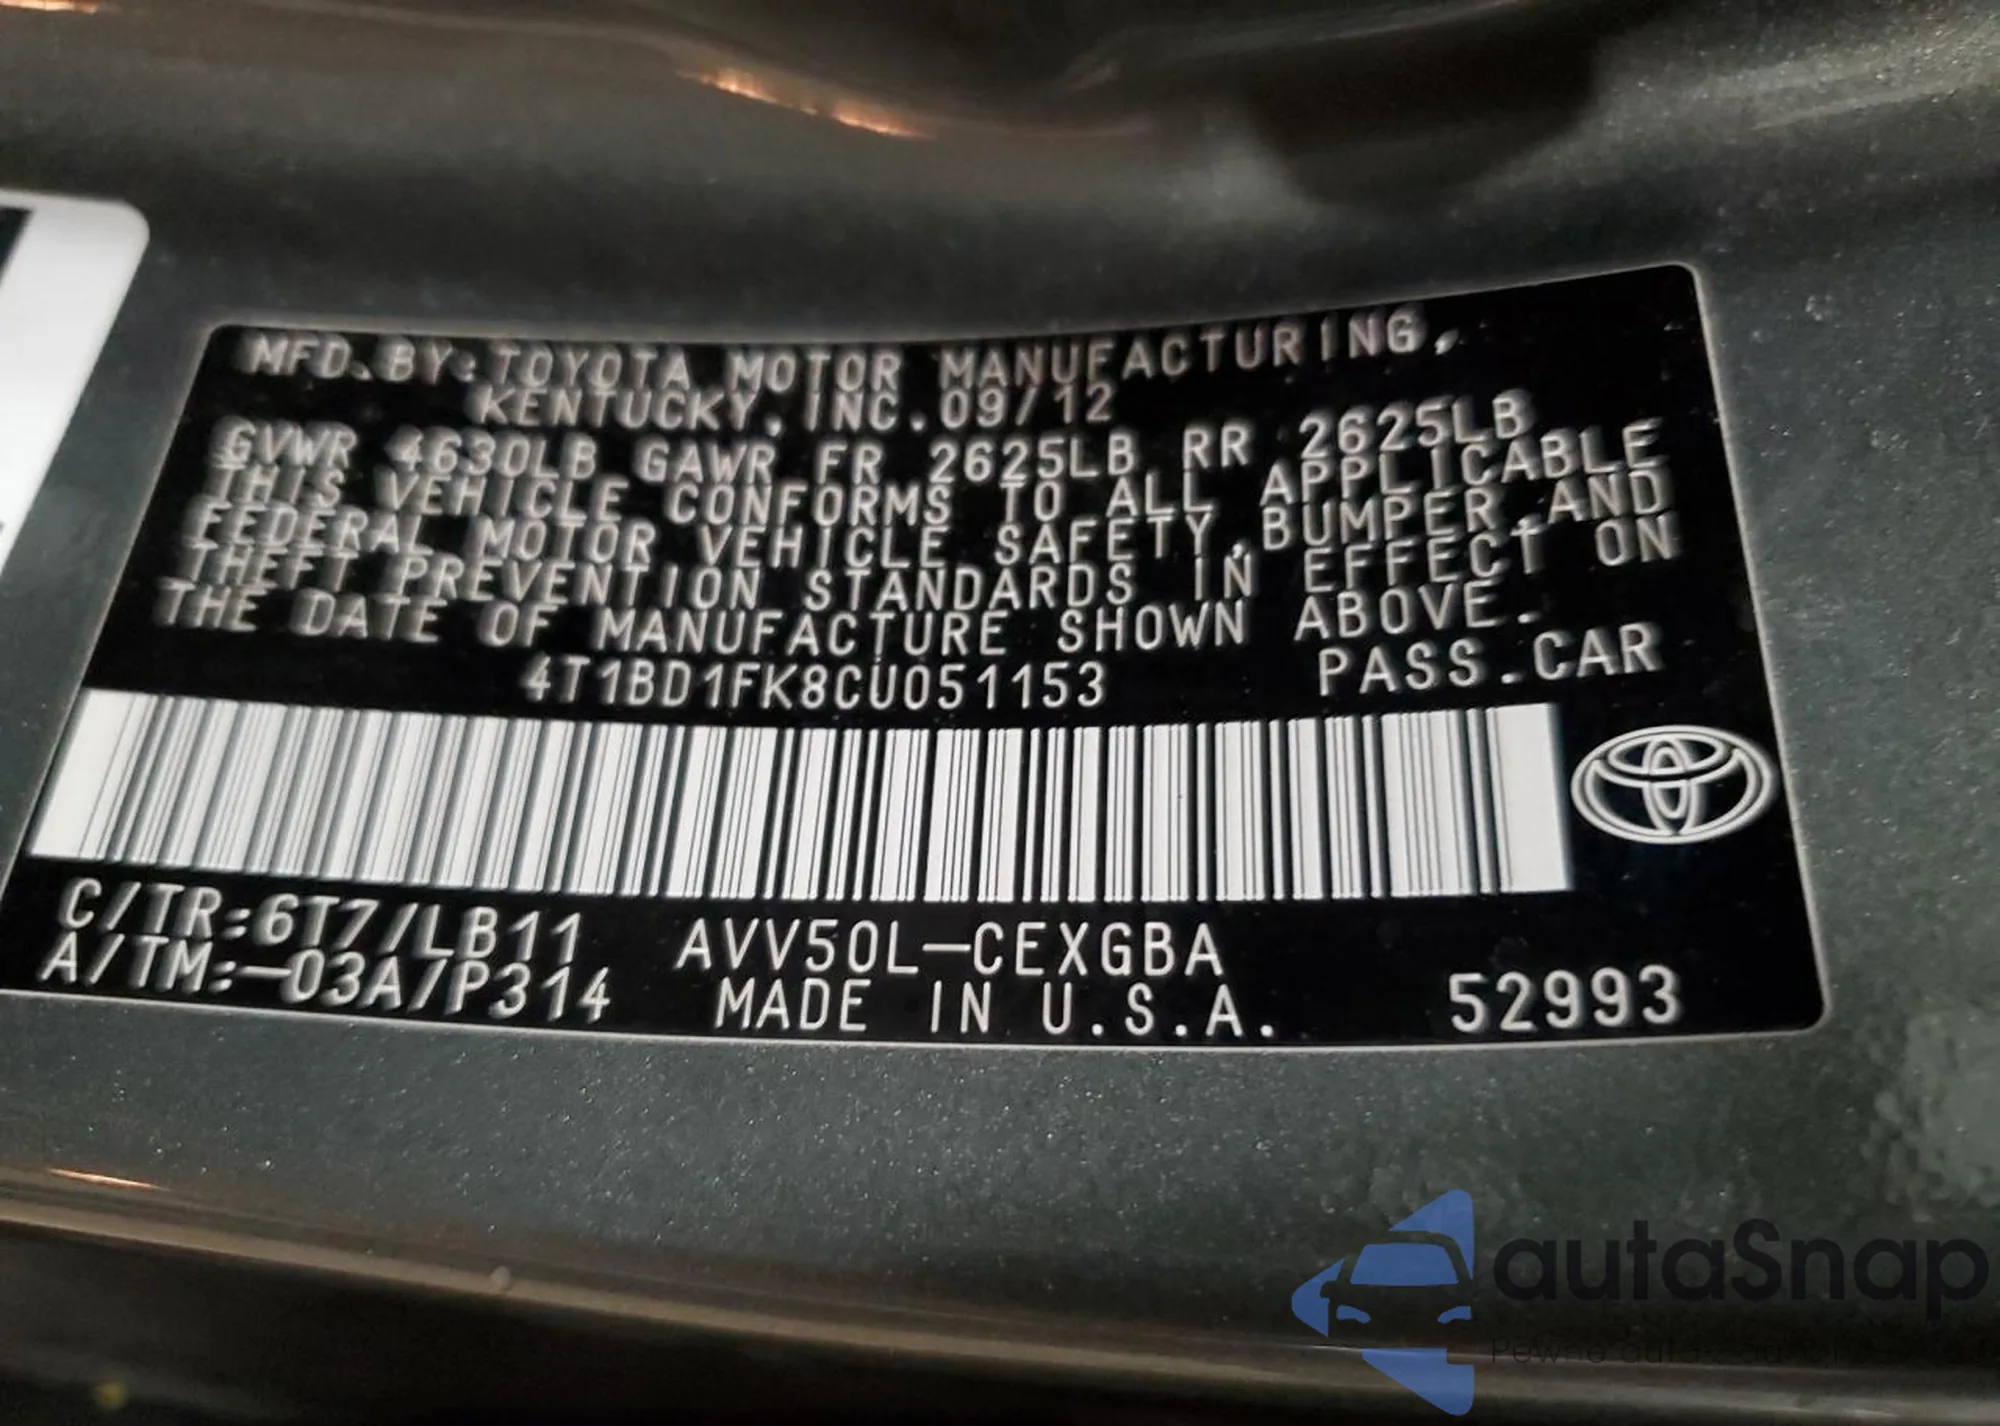 MFD. BY: TOYOTA MOTOR MANUFACTURING,
KENTUCKY, INC. 09/12
GVWR 4630LB GAWR FR 2625LB RR 2625LB
THIS VEHICLE CONFORMS TO ALL APPLICABLE
FEDERAL MOTOR VEHICLE SAFETY, BUMPER, AND
THEFT PREVENTION STANDARDS IN EFFECT ON
THE DATE OF MANUFACTURE SHOWN ABOVE.
4T1BD1FK8CU051153 PASS. CAR
C/TR:6T7/LB11 AVV50L-CEXGBA
A/TM:-03A/P314 MADE IN U.S.A. 52993
autaSnap
Pewne auta